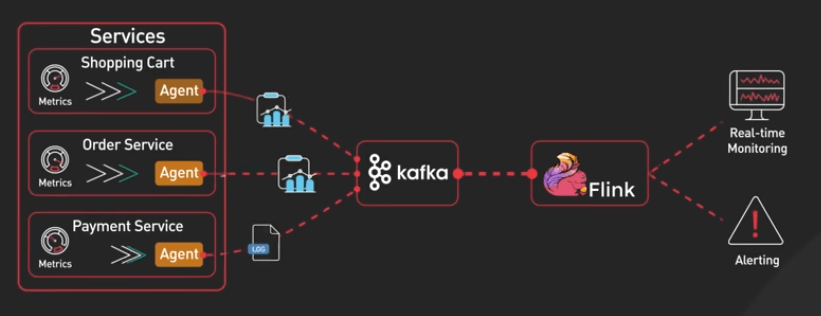 Services
Shopping Cart
Metrics
Agent
Order Service
Metrics
Agent
Payment Service
Metrics
Agent
LOG
kafka
Flink
Real-time
Monitoring
Alerting